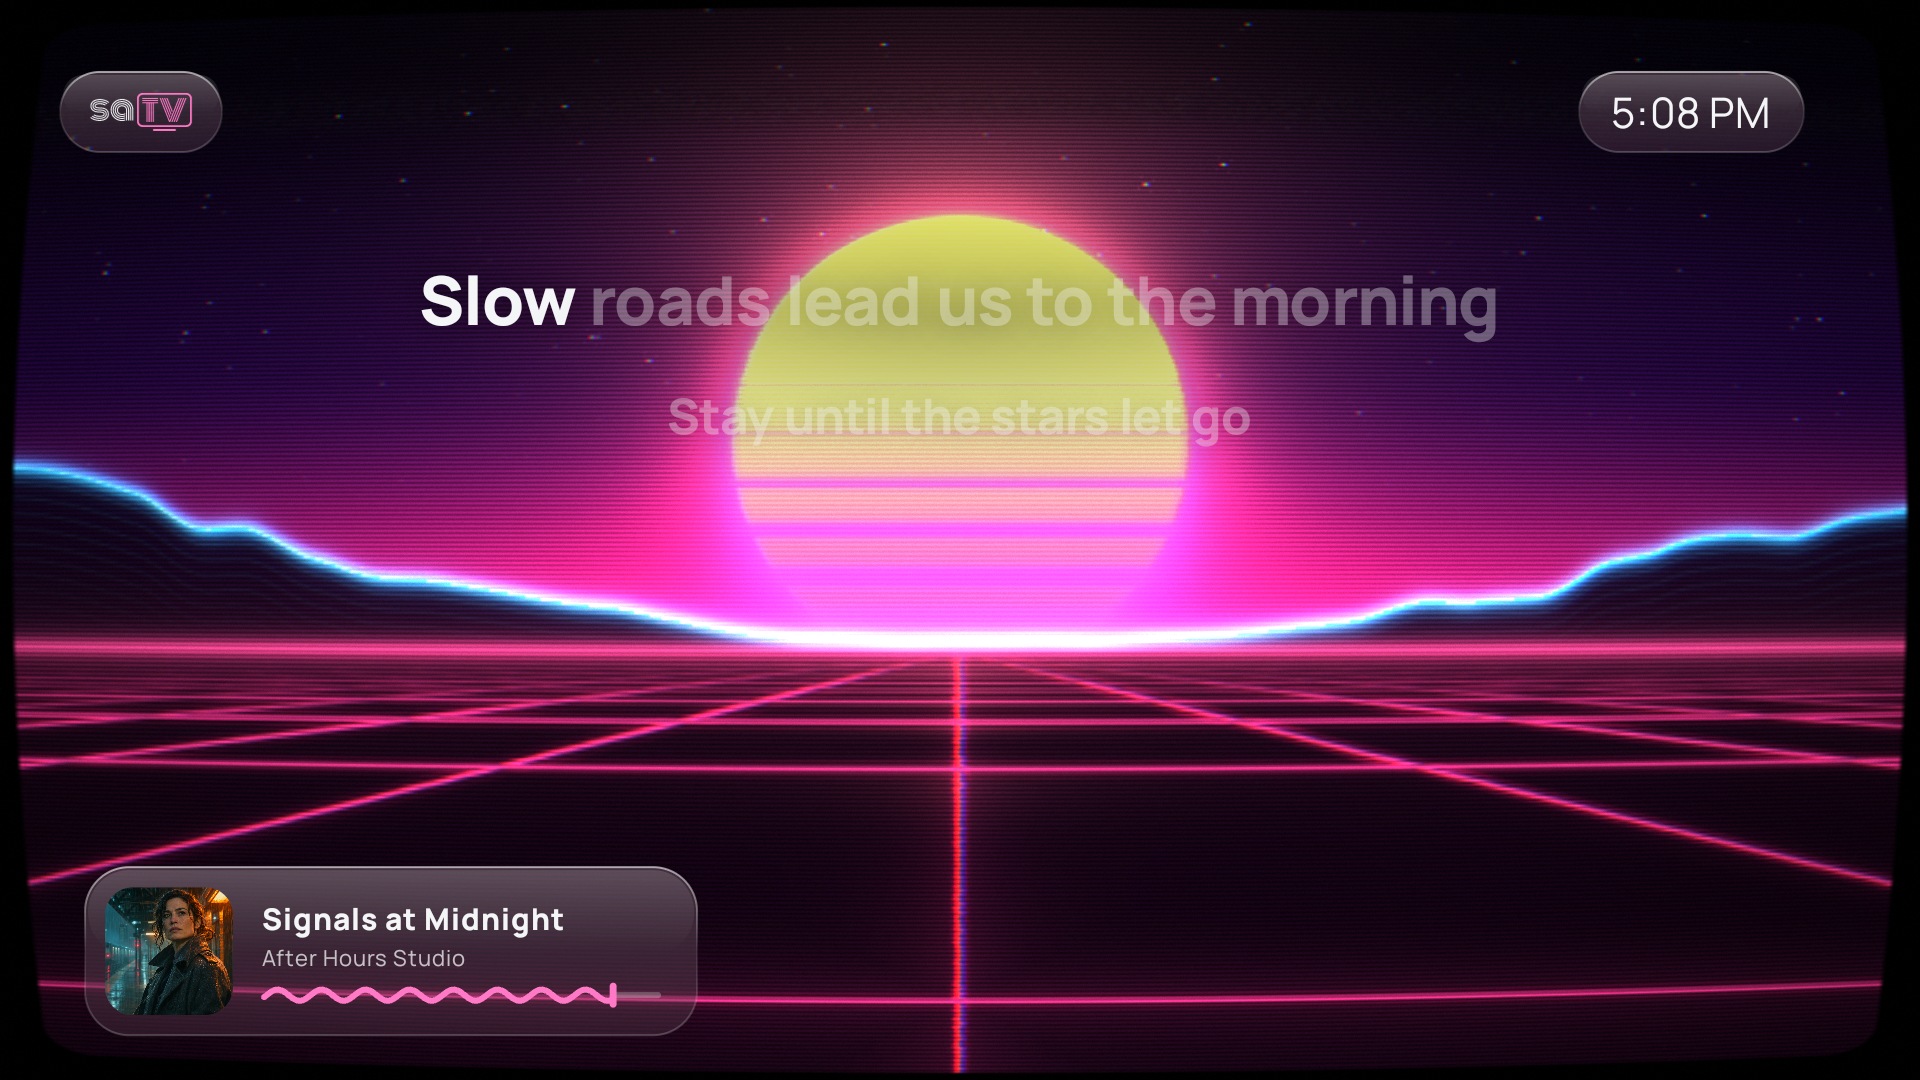 saTV
5:08 PM
Slow roads lead us to the morning
Stay until the stars let go
Signals at Midnight
After Hours Studio